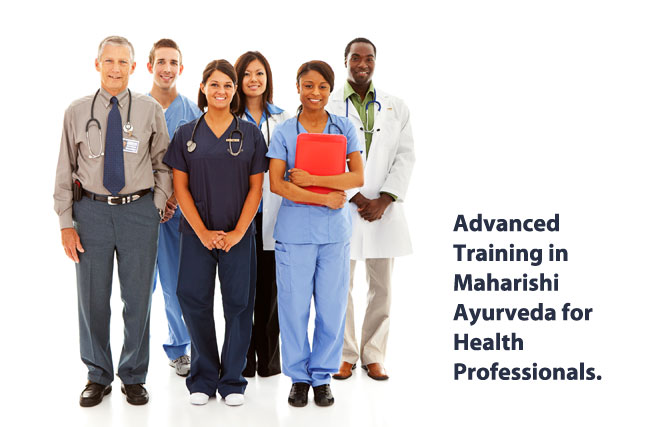 Advanced
Training in
Maharishi
Ayurveda for
Health
Professionals.